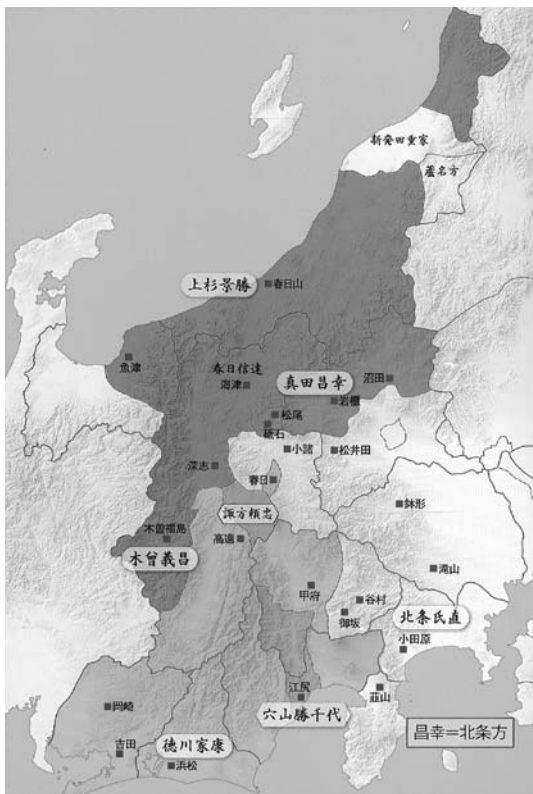 新発田重家
蘆名方
上杉景勝
春日山
魚津
春日信達
海津
真田昌幸
沼田
岩櫃
松尾
砥石
小諸
松井田
深志
春日
鉢形
諏方頼忠
木曽福島
高遠
木曾義昌
滝山
甲府
谷村
御坂
北条氏直
小田原
江尻
韮山
穴山勝千代
岡崎
徳川家康
昌幸＝北条方
吉田
浜松